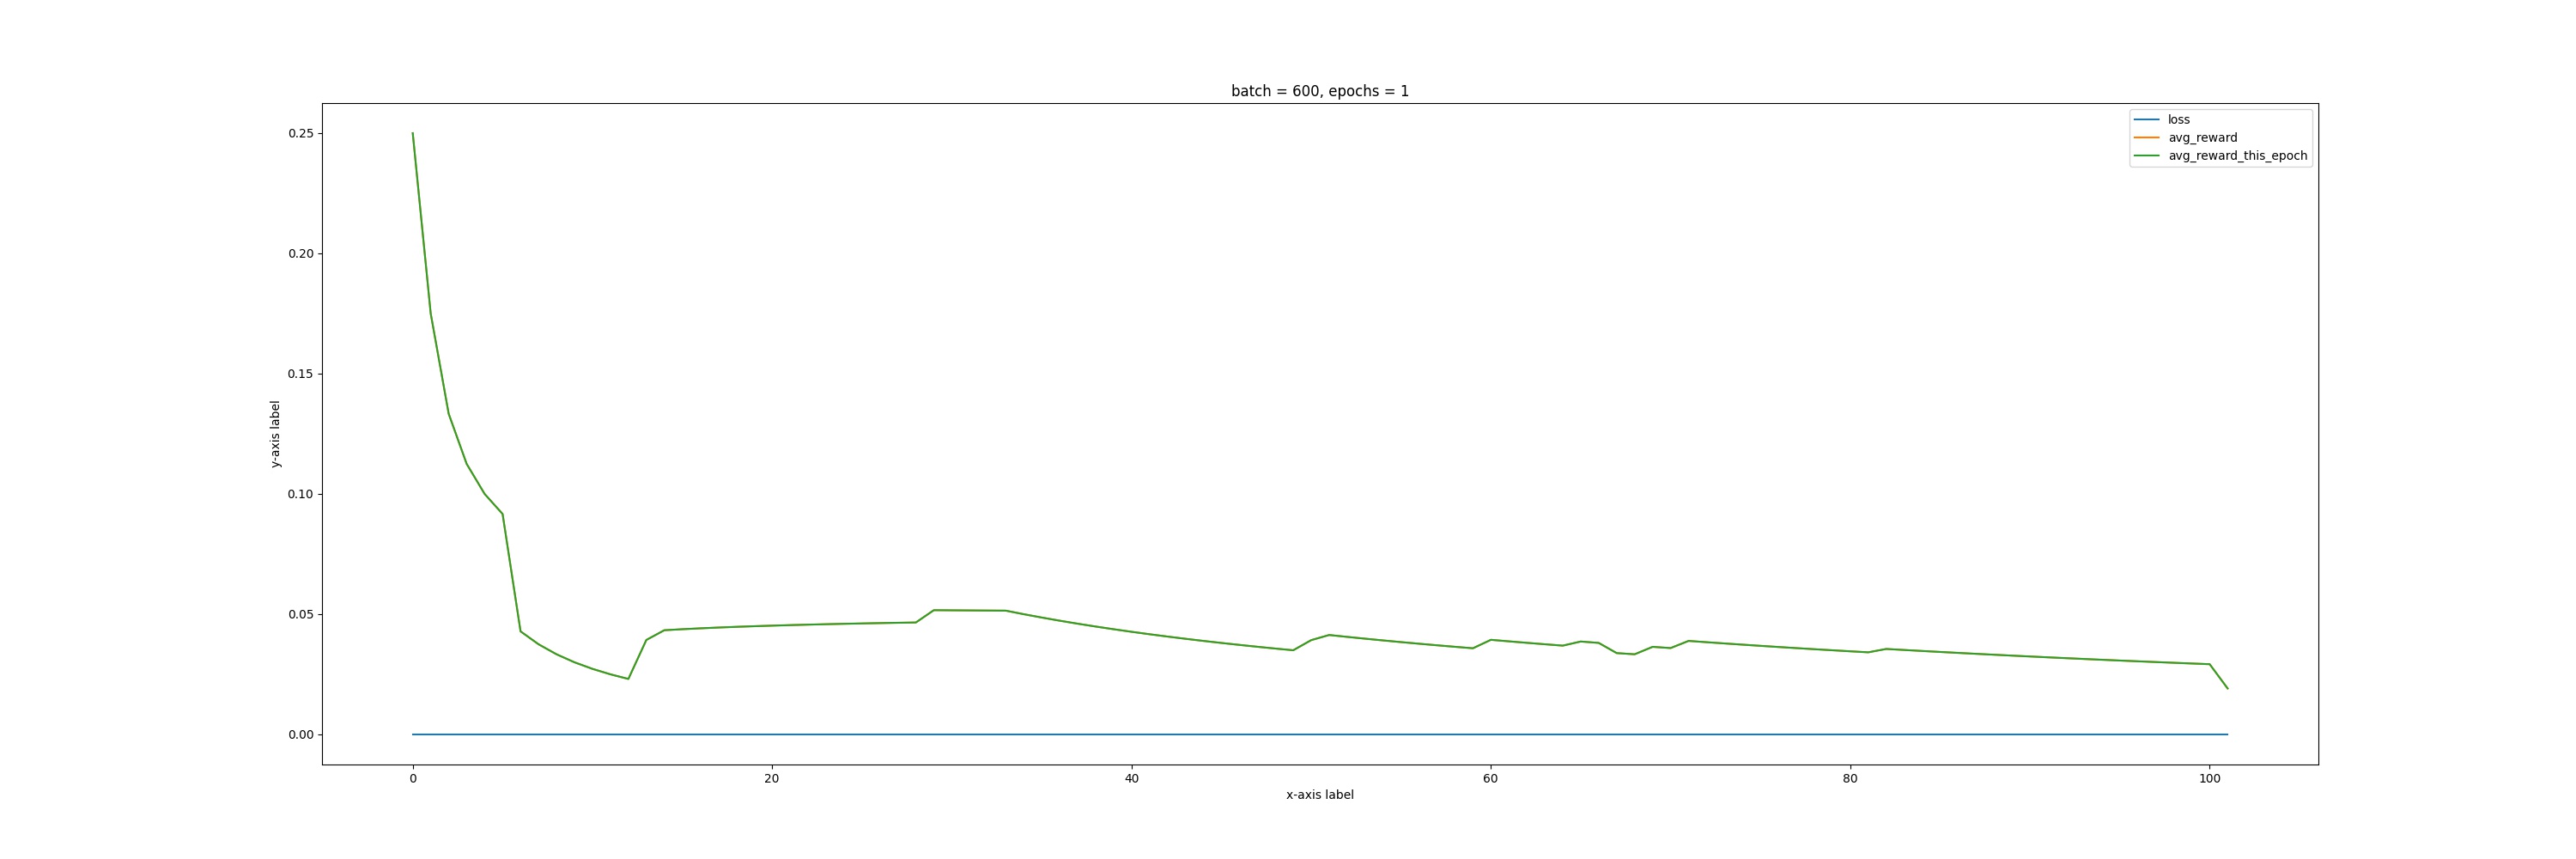 batch = 600, epochs = 1
loss
avg_reward
avg_reward_this_epoch
0.25
0.20
0.15
0.10
0.05
0.00
y-axis label
0 20 40 60 80 100
x-axis label